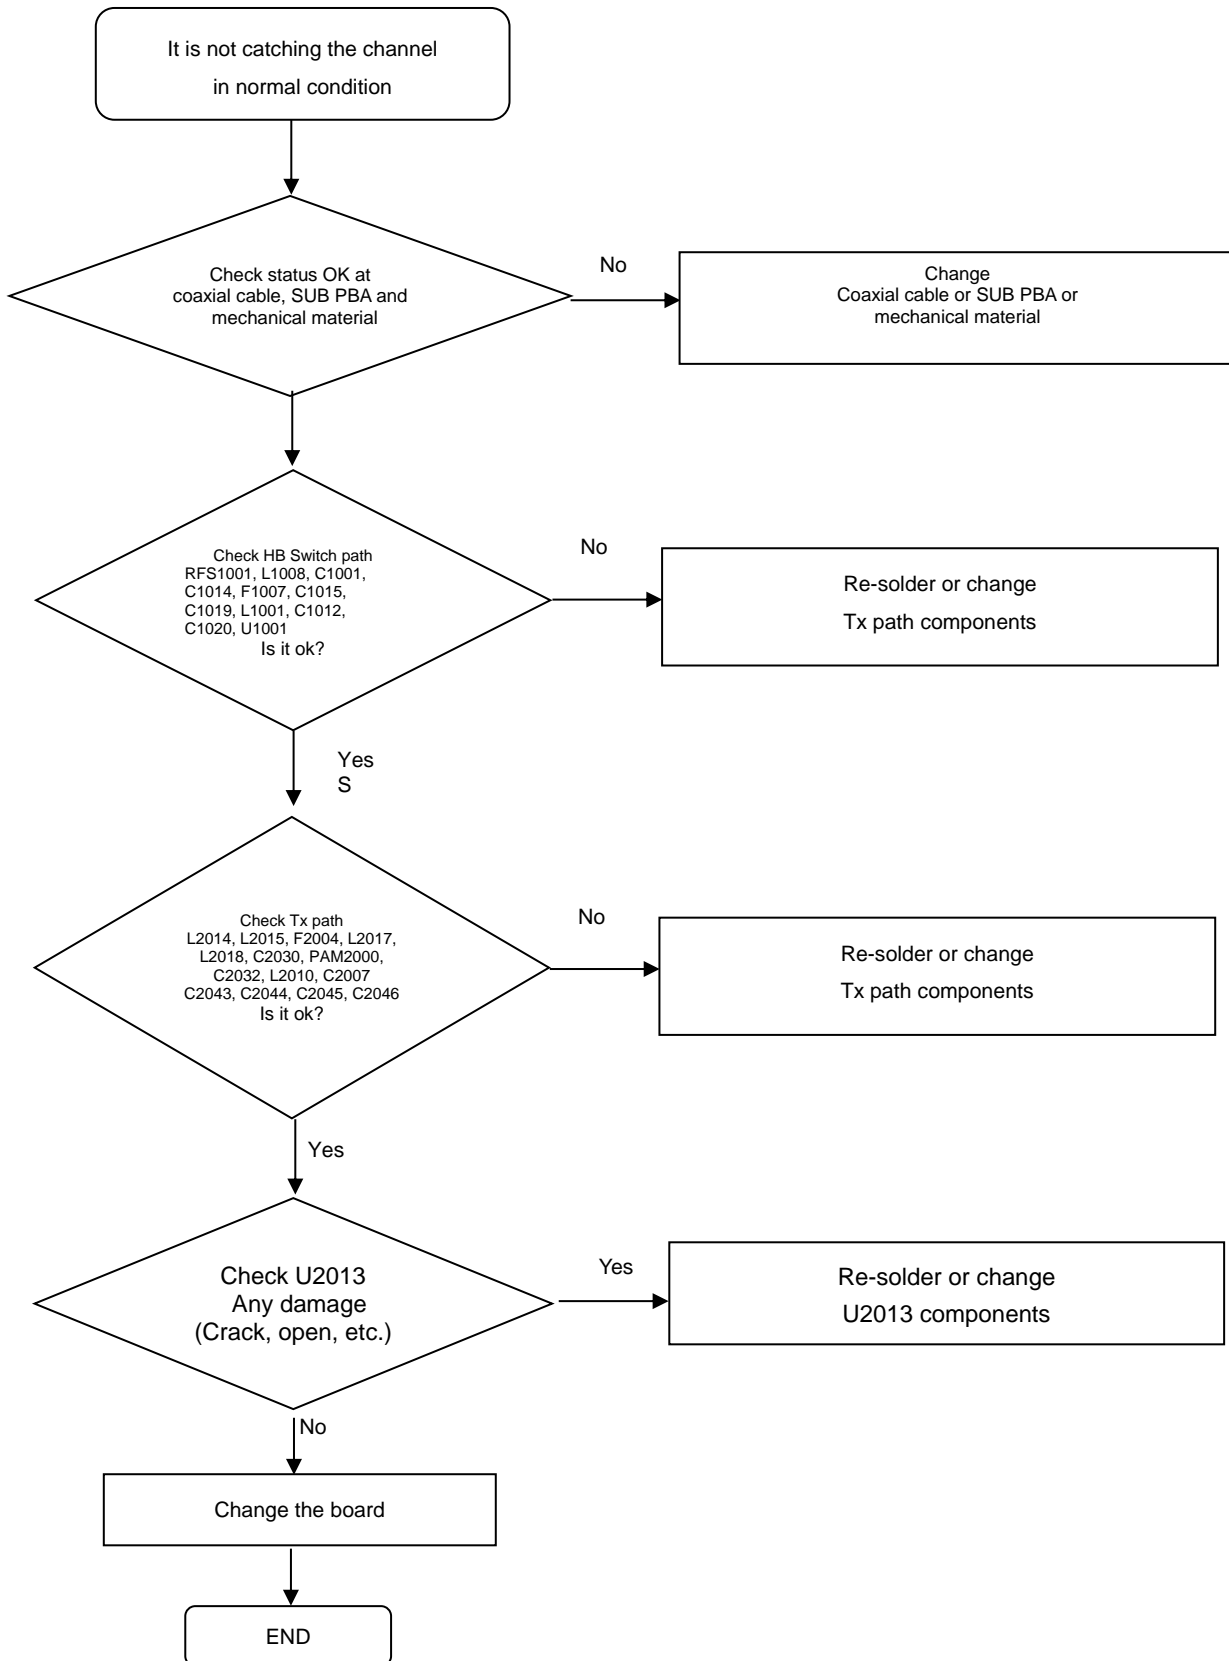 It is not catching the channel
in normal condition
Check status OK at
coaxial cable, SUB PBA and
mechanical material
No
Change
Coaxial cable or SUB PBA or
mechanical material
Check HB Switch path
RFS1001, L1008, C1001,
C1014, F1007, C1015,
C1019, L1001, C1012,
C1020, U1001
Is it ok?
No
Re-solder or change
Tx path components
Yes
S
Check Tx path
L2014, L2015, F2004, L2017,
L2018, C2030, PAM2000,
C2032, L2010, C2007
C2043, C2044, C2045, C2046
Is it ok?
No
Re-solder or change
Tx path components
Yes
Check U2013
Any damage
(Crack, open, etc.)
Yes
Re-solder or change
U2013 components
No
Change the board
END